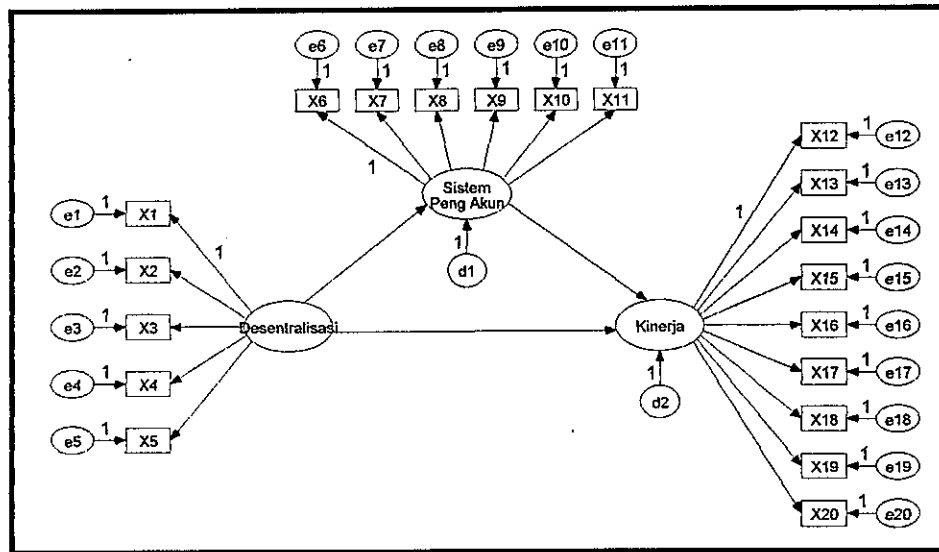 e6 e7 e8 e9 e10 e11
1 1 1 1 1 1
X6 X7 X8 X9 X10 X11
1
Sistem
Peng Akun
1
d1
e1 1 X1
1
e2 1 X2
e3 1 X3
e4 1 X4
e5 1 X5
Desentralisasi
Kinerja
1
d2
1
X12 1 e12
X13 1 e13
X14 1 e14
X15 1 e15
X16 1 e16
X17 1 e17
X18 1 e18
X19 1 e19
X20 1 e20